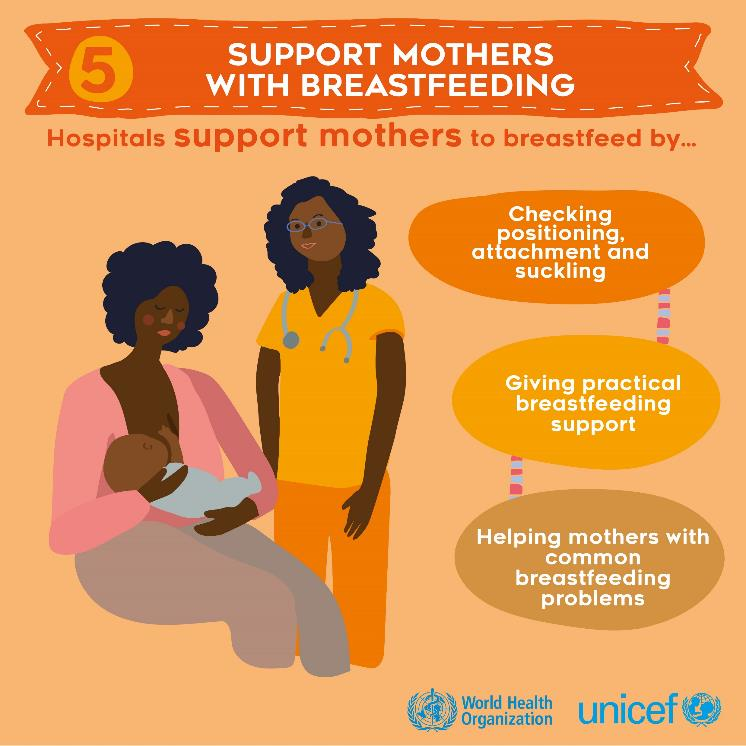 5
SUPPORT MOTHERS
WITH BREASTFEEDING
Hospitals support mothers to breastfeed by...
Checking
positioning,
attachment and
suckling
Giving practical
breastfeeding
support
Helping mothers with
common
breastfeeding
problems
World Health
Organization
unicef